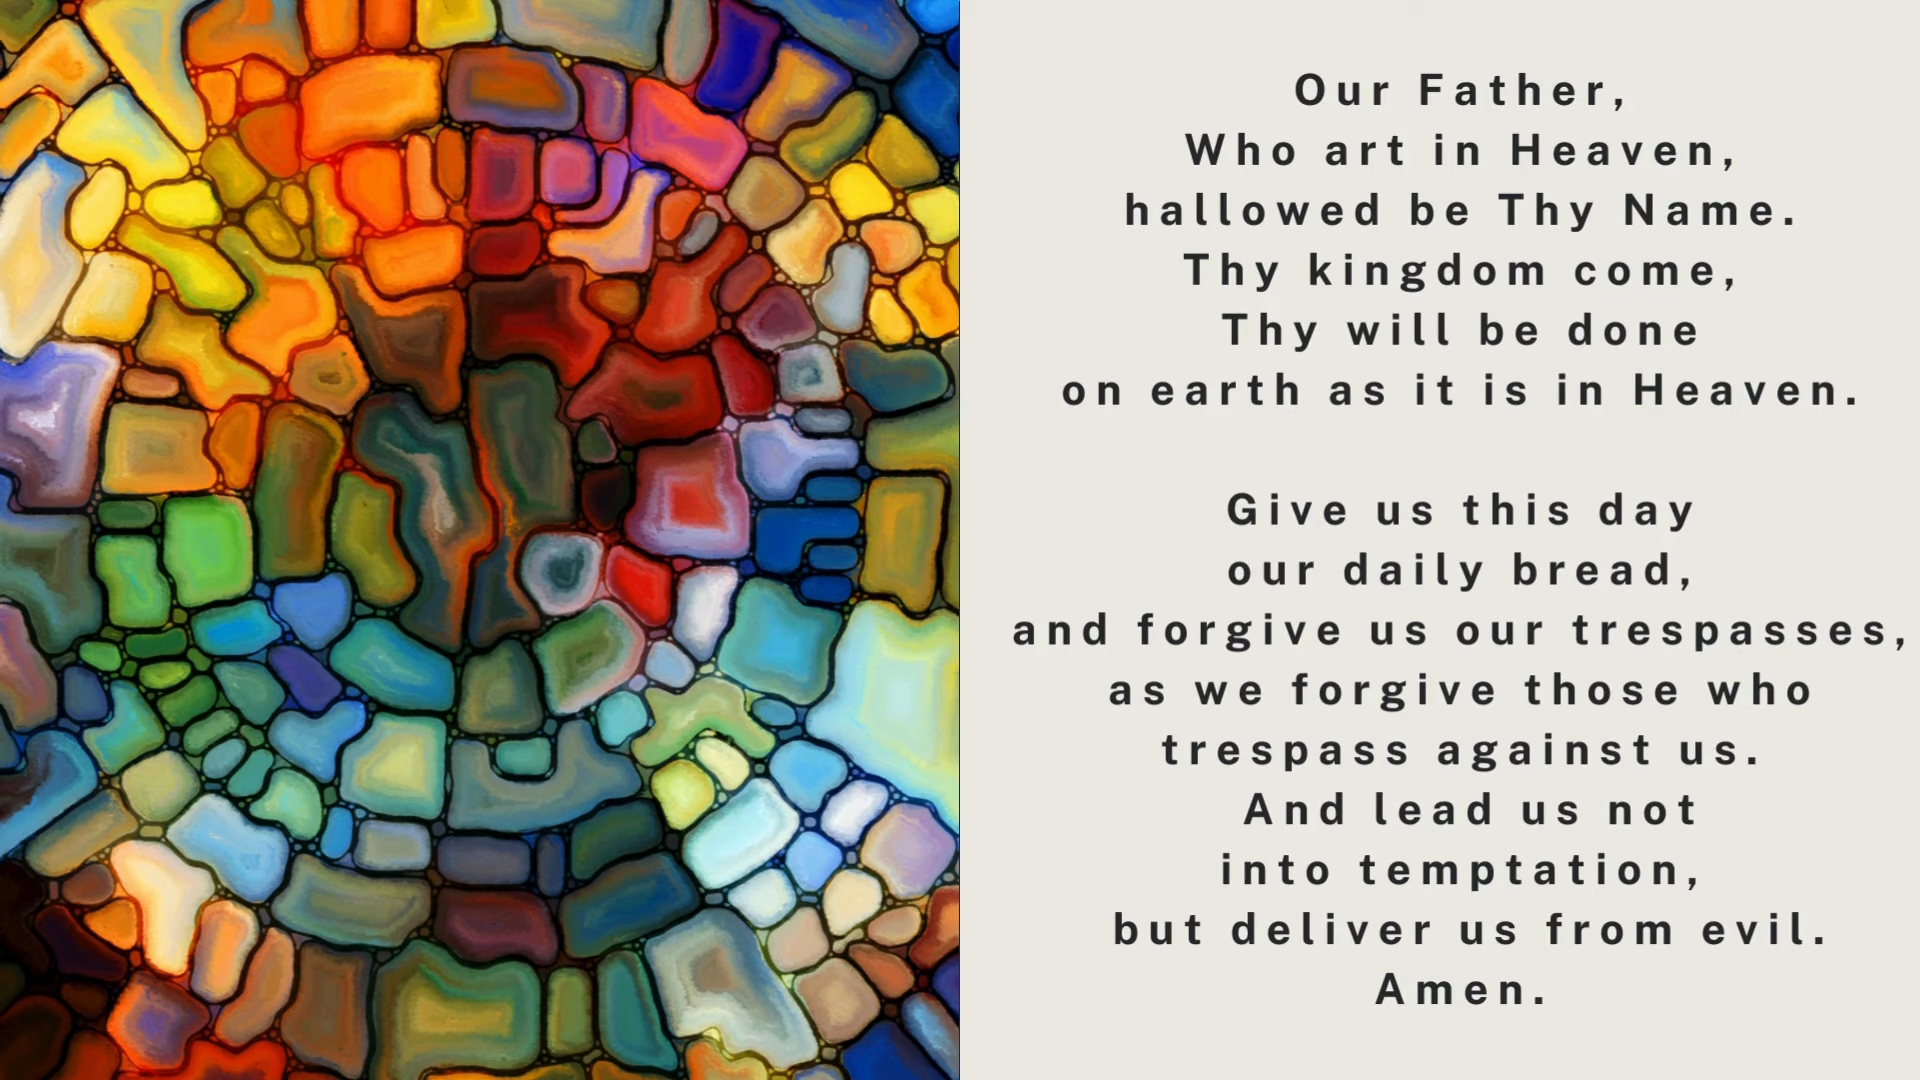 Our Father,
Who art in Heaven,
hallowed be Thy Name.
Thy kingdom come,
Thy will be done
on earth as it is in Heaven.
Give us this day
our daily bread,
and forgive us our trespasses,
as we forgive those who
trespass against us.
And lead us not
into temptation,
but deliver us from evil.
Amen.